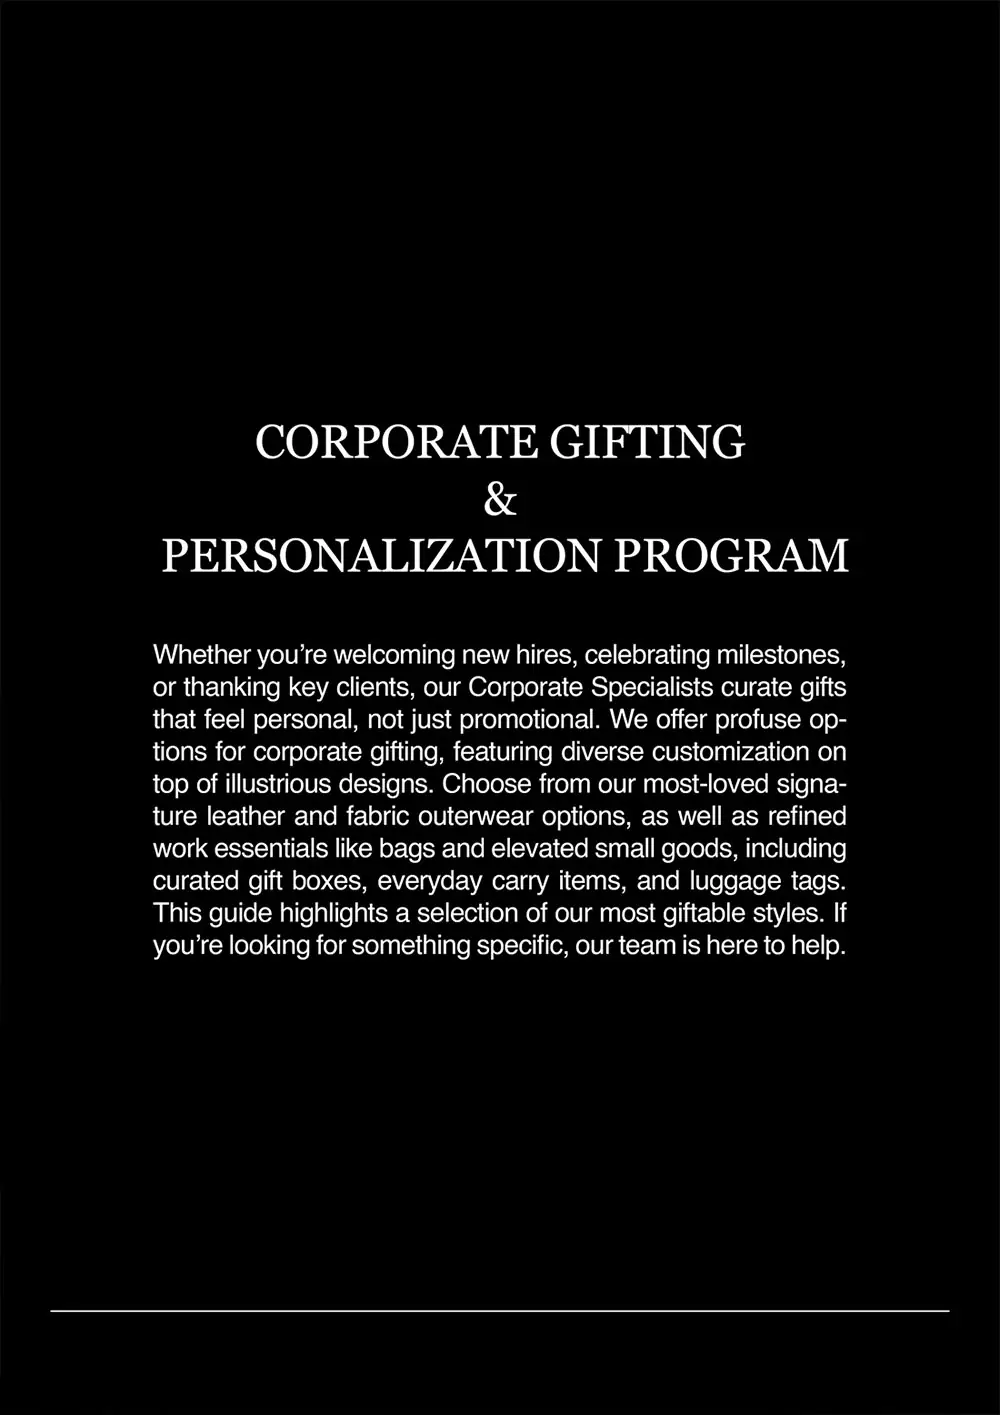 CORPORATE GIFTING
&
PERSONALIZATION PROGRAM
Whether you’re welcoming new hires, celebrating milestones,
or thanking key clients, our Corporate Specialists curate gifts
that feel personal, not just promotional. We offer profuse op-
tions for corporate gifting, featuring diverse customization on
top of illustrious designs. Choose from our most-loved signa-
ture leather and fabric outerwear options, as well as refined
work essentials like bags and elevated small goods, including
curated gift boxes, everyday carry items, and luggage tags.
This guide highlights a selection of our most giftable styles. If
you’re looking for something specific, our team is here to help.